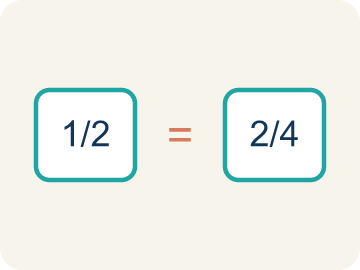 1/2 = 2/4